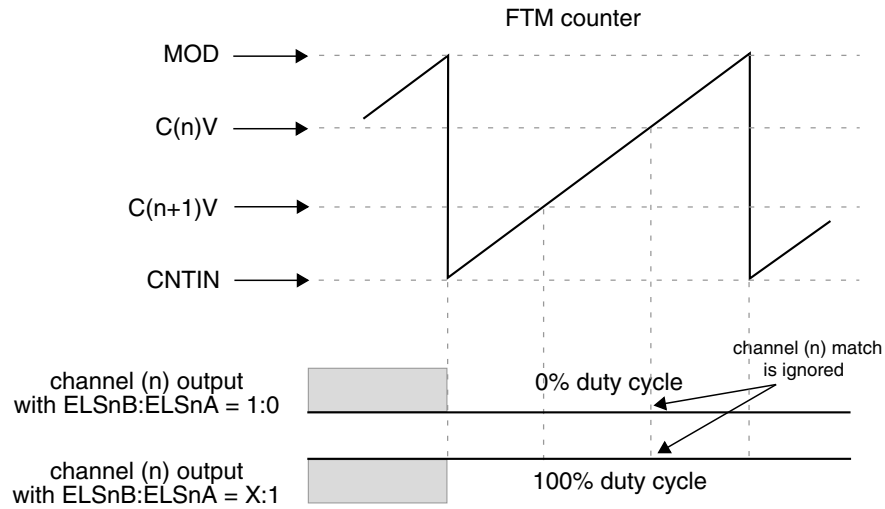 FTM counter
MOD
C(n)V
C(n+1)V
CNTIN
channel (n) match
is ignored
channel (n) output
with ELSnB:ELSnA = 1:0
0% duty cycle
channel (n) output
with ELSnB:ELSnA = X:1
100% duty cycle